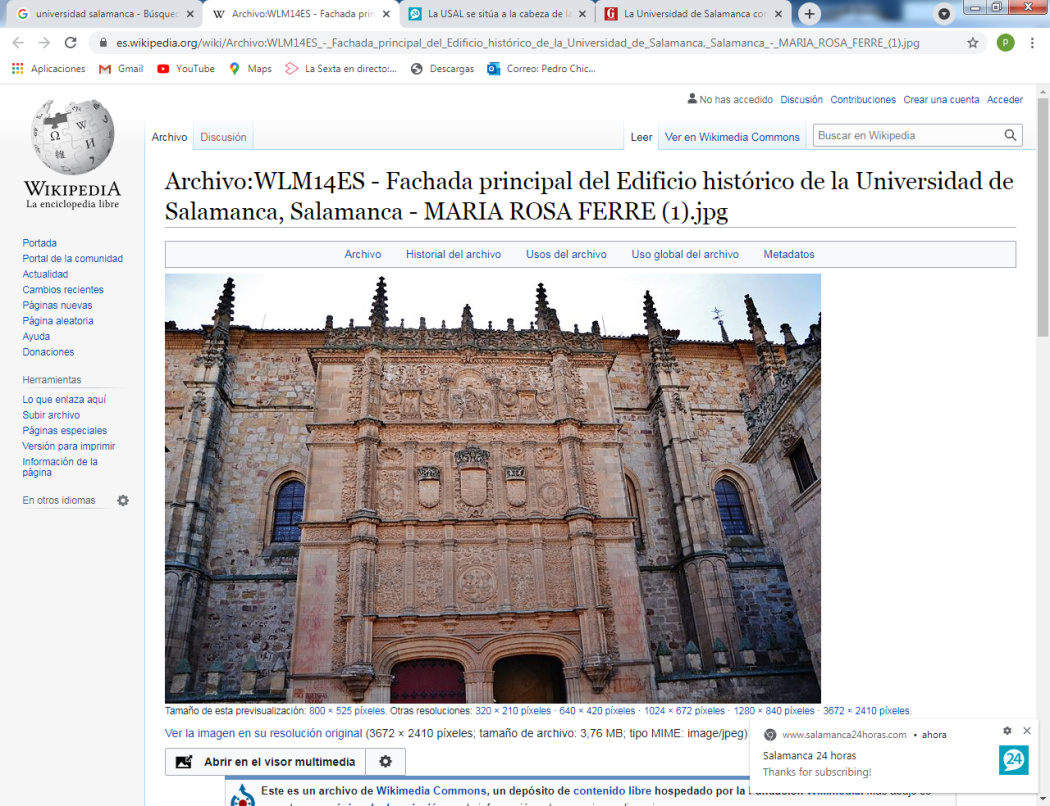 universidad salamanca - Búsque
Archivo:WLM14ES - Fachada prin
La USAL se sitúa a la cabeza de la
La Universidad de Salamanca co
es.wikipedia.org/wiki/Archivo:WLM14ES_-_Fachada_principal_del_Edificio_histórico_de_la_Universidad_de_Salamanca,_Salamanca_-_MARIA_ROSA_FERRE_(1).jpg
P
Aplicaciones Gmail YouTube Maps La Sexta en directo:... Descargas Correo: Pedro Chic...
No has accedido Discusión Contribuciones Crear una cuenta Acceder
Archivo Discusión Leer Ver en Wikimedia Commons Buscar en Wikipedia
WIKIPEDIA
La enciclopedia libre
Portada
Portal de la comunidad
Actualidad
Cambios recientes
Páginas nuevas
Página aleatoria
Ayuda
Donaciones
Herramientas
Lo que enlaza aquí
Subir archivo
Páginas especiales
Versión para imprimir
Información de la
página
En otros idiomas
Archivo:WLM14ES - Fachada principal del Edificio histórico de la Universidad de
Salamanca, Salamanca - MARIA ROSA FERRE (1).jpg
Archivo Historial del archivo Usos del archivo Uso global del archivo Metadatos
Tamaño de esta previsualización: 800 × 525 píxeles. Otras resoluciones: 320 × 210 píxeles · 640 × 420 píxeles · 1024 × 672 píxeles · 1280 × 840 píxeles · 3672 × 2410 píxeles.
Ver la imagen en su resolución original (3672 × 2410 píxeles; tamaño de archivo: 3,76 MB; tipo MIME: image/jpeg)
Abrir en el visor multimedia
Este es un archivo de Wikimedia Commons, un depósito de contenido libre hospedado por la Fundación Wikimedia.
www.salamanca24horas.com • ahora
Salamanca 24 horas
Thanks for subscribing!
24